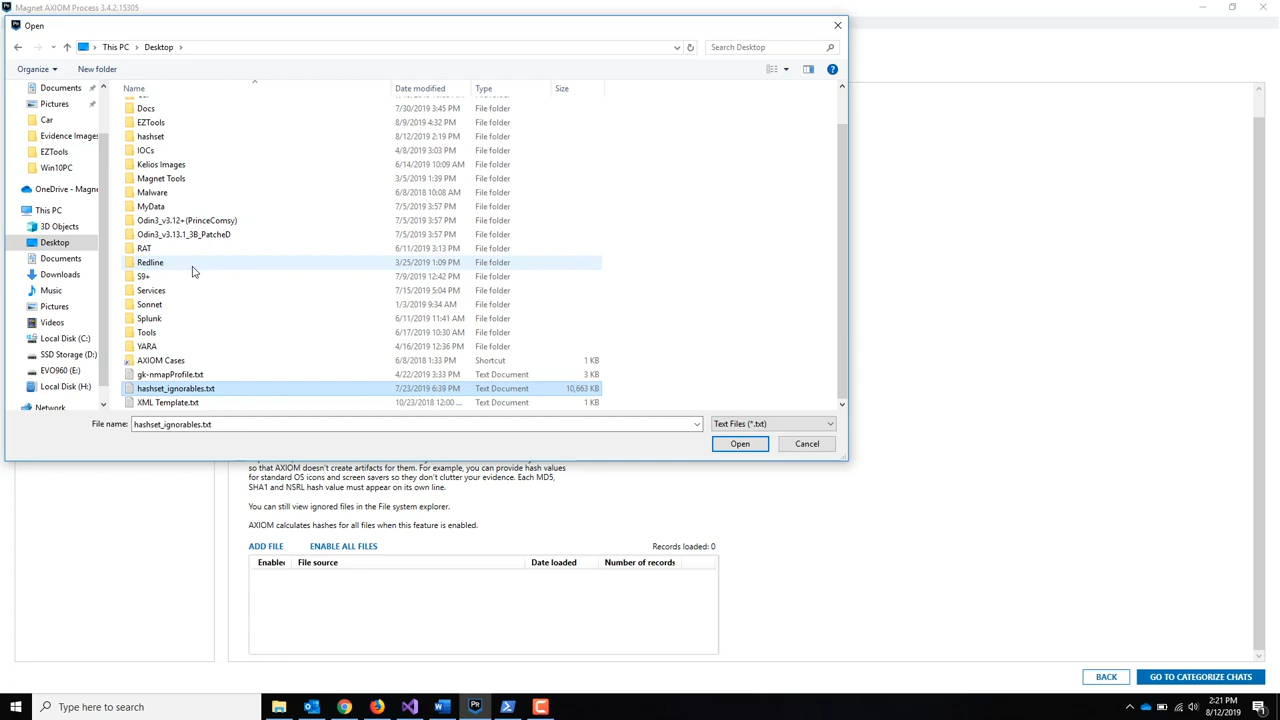 Magnet AXIOM Process 3.4.2.15305
Open
This PC > Desktop >
Search Desktop
Organize
New folder
Name
Date modified
Type
Size
Documents
Pictures
Car
Evidence Images
EZTools
Win10PC
OneDrive - Magne
This PC
3D Objects
Desktop
Documents
Downloads
Music
Pictures
Videos
Local Disk (C:)
SSD Storage (D:)
EVO960 (E:)
Local Disk (H:)
Network
Docs 7/30/2019 3:45 PM File folder
EZTools 8/9/2019 4:32 PM File folder
hashset 8/12/2019 2:19 PM File folder
IOCs 4/8/2019 3:03 PM File folder
Kelios Images 6/14/2019 10:09 AM File folder
Magnet Tools 3/5/2019 1:39 PM File folder
Malware 6/8/2018 10:08 AM File folder
MyData 7/5/2019 3:57 PM File folder
Odin3_v3.12+(PrinceComsy) 7/5/2019 3:57 PM File folder
Odin3_v3.13.1_3B_PatcheD 7/5/2019 3:57 PM File folder
RAT 6/11/2019 3:13 PM File folder
Redline 3/25/2019 1:09 PM File folder
S9+ 7/9/2019 12:42 PM File folder
Services 7/15/2019 5:04 PM File folder
Sonnet 1/3/2019 9:34 AM File folder
Splunk 6/11/2019 11:41 AM File folder
Tools 6/17/2019 10:30 AM File folder
YARA 4/16/2019 12:36 PM File folder
AXIOM Cases 6/8/2018 1:33 PM Shortcut 1 KB
gk-nmapProfile.txt 4/22/2019 3:33 PM Text Document 3 KB
hashset_ignorables.txt 7/23/2019 6:39 PM Text Document 10,663 KB
XML Template.txt 10/23/2018 12:00 ... Text Document 1 KB
File name: hashset_ignorables.txt
Text Files (*.txt)
Open
Cancel
so that AXIOM doesn't create artifacts for them. For example, you can provide hash values
for standard OS icons and screen savers so they don't clutter your evidence. Each MD5,
SHA1 and NSRL hash value must appear on its own line.
You can still view ignored files in the File system explorer.
AXIOM calculates hashes for all files when this feature is enabled.
ADD FILE
ENABLE ALL FILES
Records loaded: 0
Enabled
File source
Date loaded
Number of records
BACK
GO TO CATEGORIZE CHATS
Type here to search
2:21 PM
8/12/2019